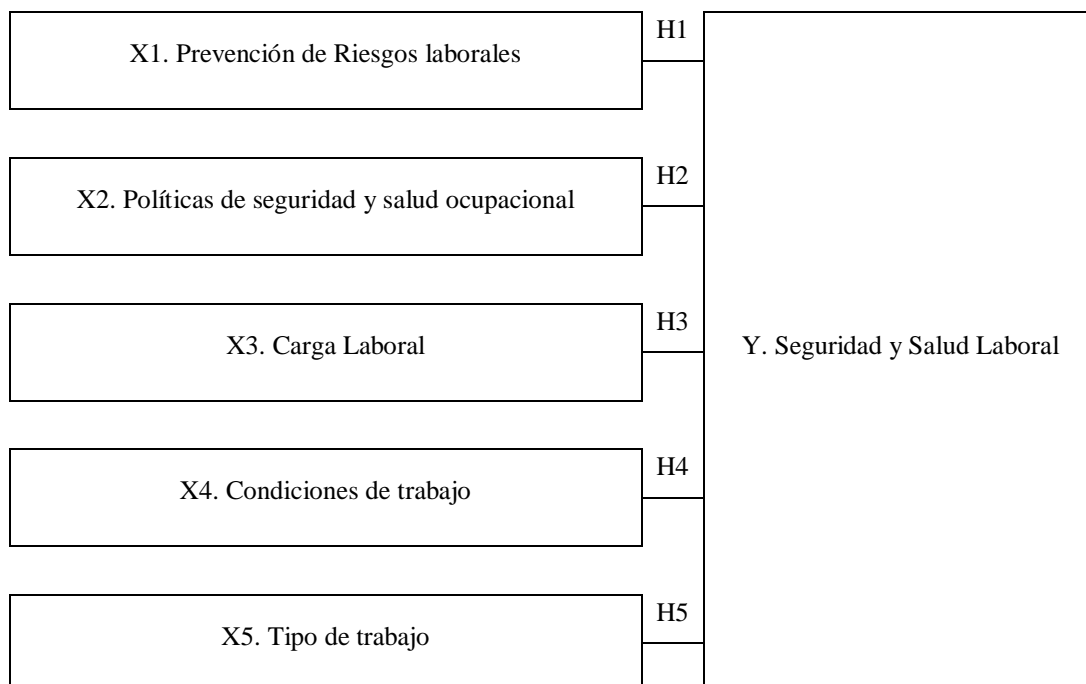 X1. Prevención de Riesgos laborales
H1
X2. Políticas de seguridad y salud ocupacional
H2
X3. Carga Laboral
H3
Y. Seguridad y Salud Laboral
X4. Condiciones de trabajo
H4
X5. Tipo de trabajo
H5